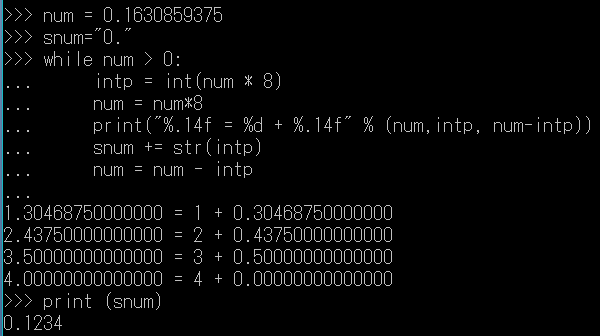 >>> num = 0.1630859375
>>> snum="0."
>>> while num > 0:
...     intp = int(num * 8)
...     num = num*8
...     print("%.14f = %d + %.14f" % (num,intp, num-intp))
...     snum += str(intp)
...     num = num - intp
...
1.30468750000000 = 1 + 0.30468750000000
2.43750000000000 = 2 + 0.43750000000000
3.50000000000000 = 3 + 0.50000000000000
4.00000000000000 = 4 + 0.00000000000000
>>> print (snum)
0.1234